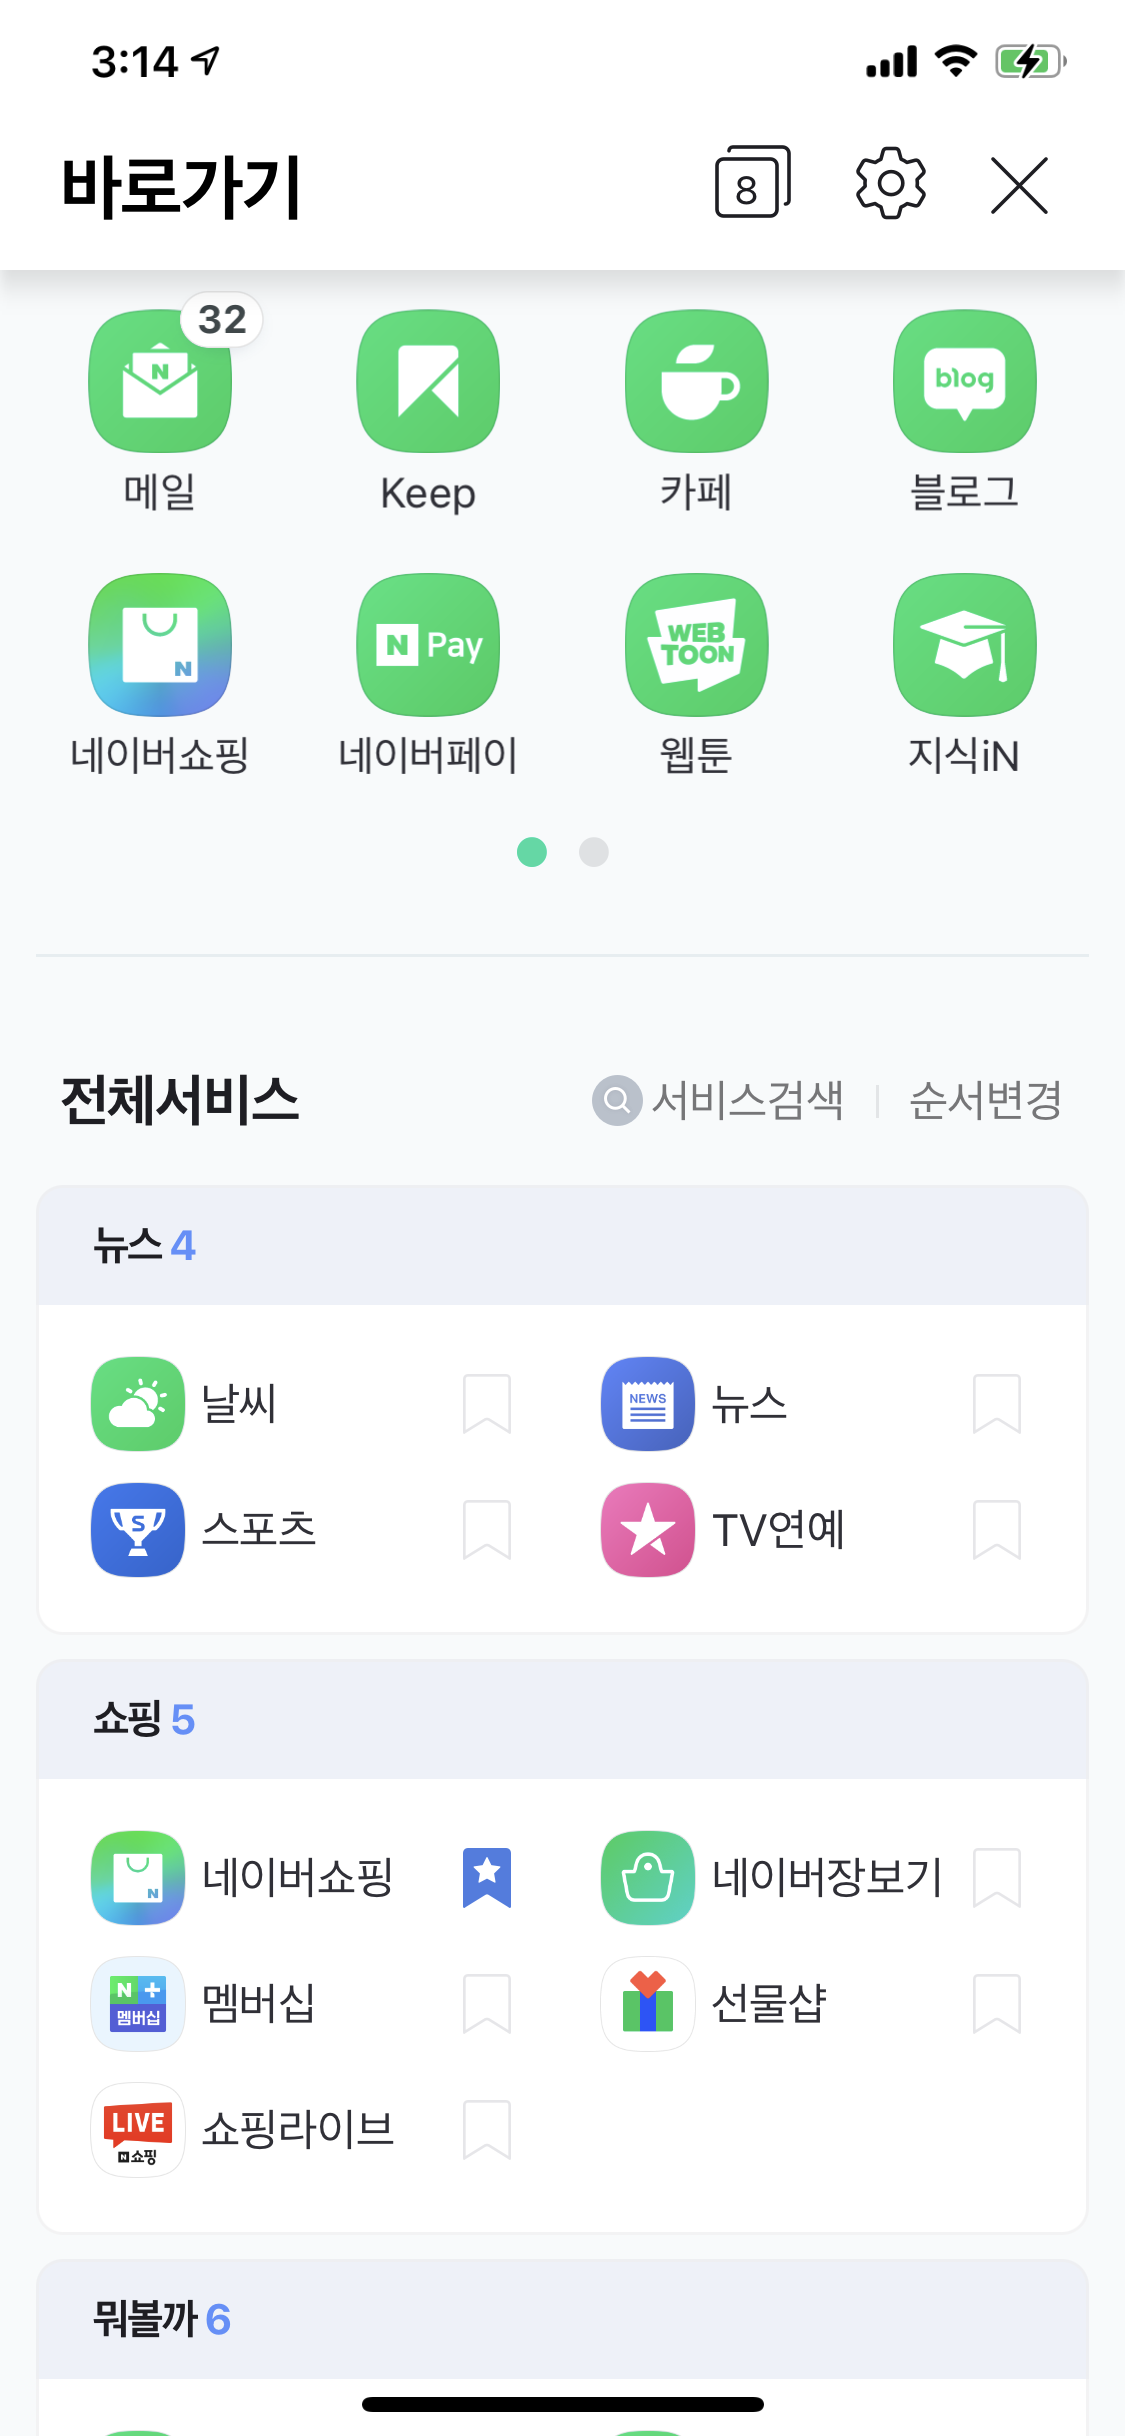 3:14
바로가기
8
32
N
blog
메일
Keep
카페
블로그
N
N Pay
WEB
TOON
네이버쇼핑
네이버페이
웹툰
지식iN
전체서비스
서비스검색
순서변경
뉴스 4
날씨
NEWS
뉴스
S
스포츠
TV연예
쇼핑 5
N
네이버쇼핑
네이버장보기
N +
멤버십
멤버십
선물샵
LIVE
N쇼핑
쇼핑라이브
뭐볼까 6